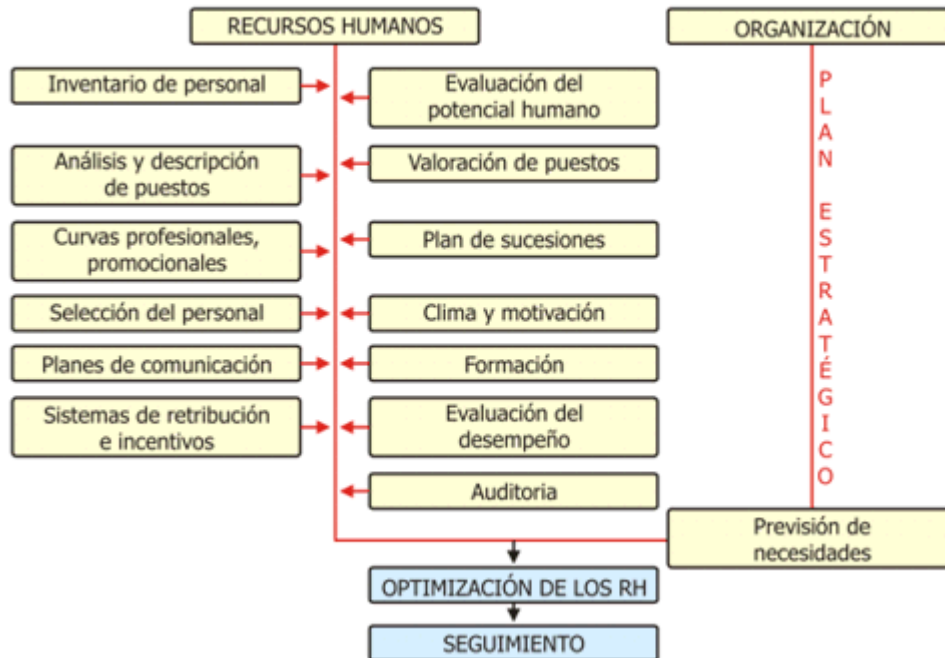 RECURSOS HUMANOS
ORGANIZACIÓN
Inventario de personal
Evaluación del
potencial humano
Análisis y descripción
de puestos
Valoración de puestos
Curvas profesionales,
promocionales
Plan de sucesiones
Selección del personal
Clima y motivación
Planes de comunicación
Formación
Sistemas de retribución
e incentivos
Evaluación del
desempeño
Auditoria
PLAN ESTRATÉGICO
Previsión de
necesidades
OPTIMIZACIÓN DE LOS RH
SEGUIMIENTO